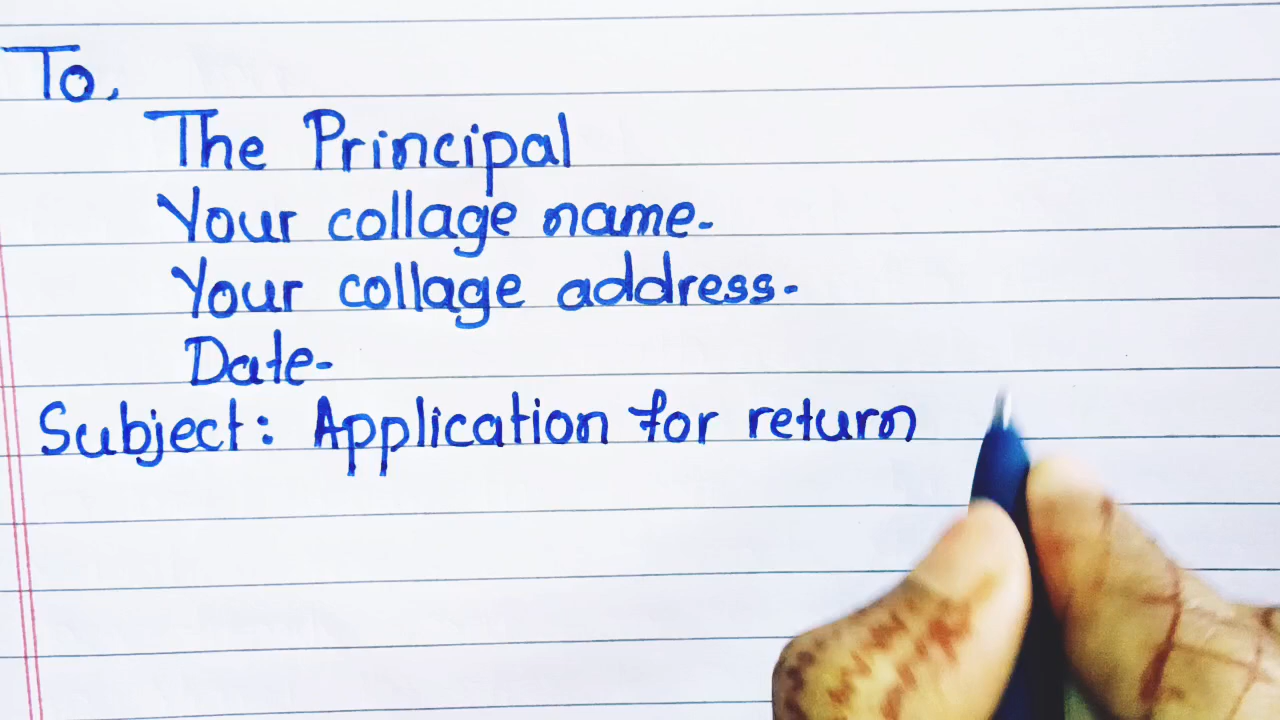 To,
The Principal
Your collage name-
Your collage address-
Date-
Subject: Application for return